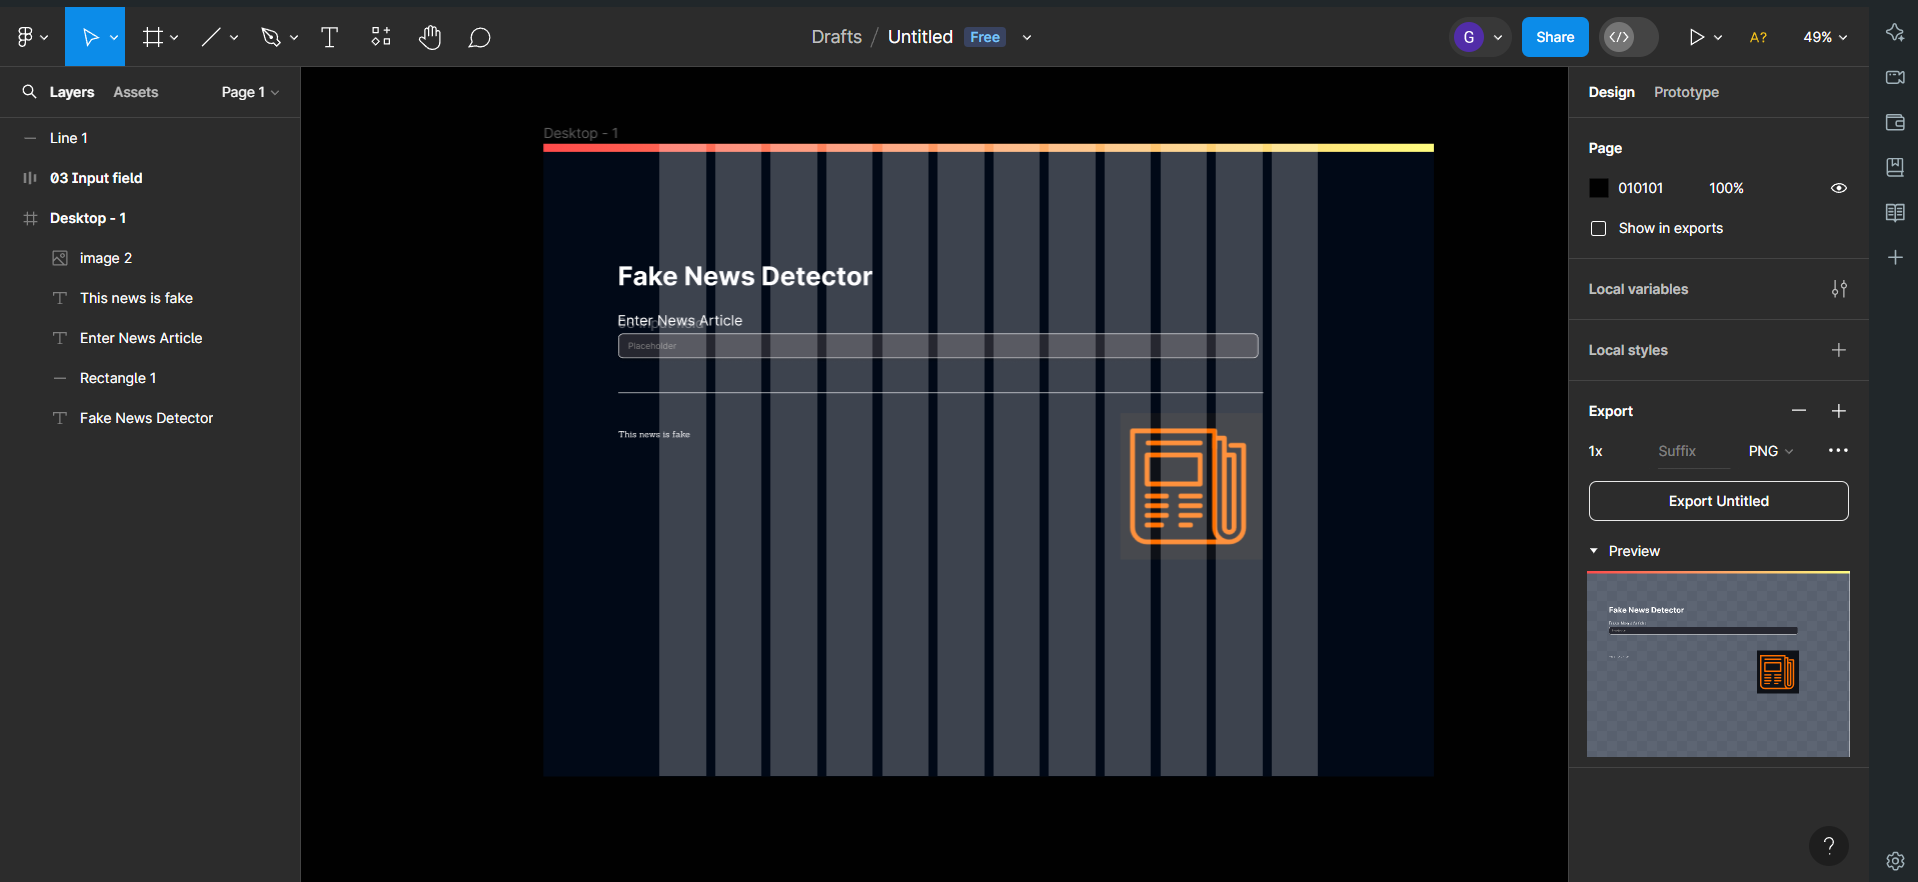 Drafts / Untitled Free
G
Share
A?
49%
Layers Assets Page 1
Line 1
03 Input field
Desktop - 1
image 2
This news is fake
Enter News Article
Rectangle 1
Fake News Detector
Desktop - 1
Fake News Detector
Enter News Article
03 Input field
Placeholder
This news is fake
Design Prototype
Page
010101 100%
Show in exports
Local variables
Local styles
Export
1x Suffix PNG
Export Untitled
Preview
Fake News Detector
?